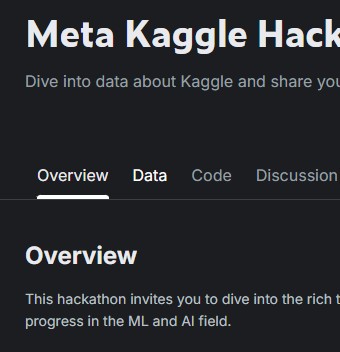 Meta Kaggle Hack
Dive into data about Kaggle and share you
Overview Data Code Discussion
Overview
This hackathon invites you to dive into the rich t
progress in the ML and AI field.